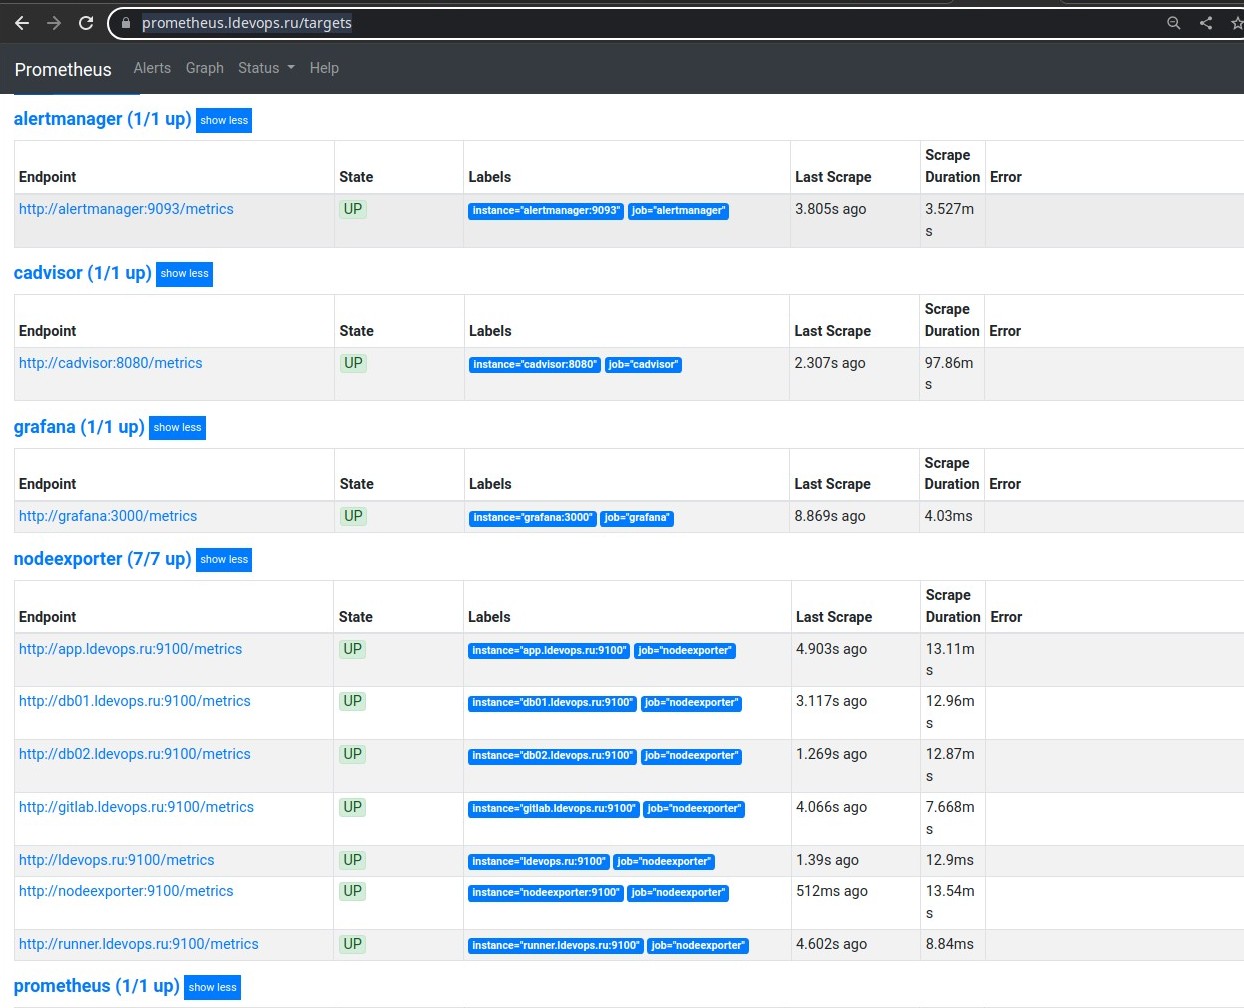 prometheus.ldevops.ru/targets
Prometheus Alerts Graph Status Help
alertmanager (1/1 up) show less
Endpoint State Labels Last Scrape Scrape Duration Error
http://alertmanager:9093/metrics UP instance="alertmanager:9093" job="alertmanager" 3.805s ago 3.527ms
cadvisor (1/1 up) show less
Endpoint State Labels Last Scrape Scrape Duration Error
http://cadvisor:8080/metrics UP instance="cadvisor:8080" job="cadvisor" 2.307s ago 97.86ms
grafana (1/1 up) show less
Endpoint State Labels Last Scrape Scrape Duration Error
http://grafana:3000/metrics UP instance="grafana:3000" job="grafana" 8.869s ago 4.03ms
nodeexporter (7/7 up) show less
Endpoint State Labels Last Scrape Scrape Duration Error
http://app.ldevops.ru:9100/metrics UP instance="app.ldevops.ru:9100" job="nodeexporter" 4.903s ago 13.11ms
http://db01.ldevops.ru:9100/metrics UP instance="db01.ldevops.ru:9100" job="nodeexporter" 3.117s ago 12.96ms
http://db02.ldevops.ru:9100/metrics UP instance="db02.ldevops.ru:9100" job="nodeexporter" 1.269s ago 12.87ms
http://gitlab.ldevops.ru:9100/metrics UP instance="gitlab.ldevops.ru:9100" job="nodeexporter" 4.066s ago 7.668ms
http://ldevops.ru:9100/metrics UP instance="ldevops.ru:9100" job="nodeexporter" 1.39s ago 12.9ms
http://nodeexporter:9100/metrics UP instance="nodeexporter:9100" job="nodeexporter" 512ms ago 13.54ms
http://runner.ldevops.ru:9100/metrics UP instance="runner.ldevops.ru:9100" job="nodeexporter" 4.602s ago 8.84ms
prometheus (1/1 up) show less